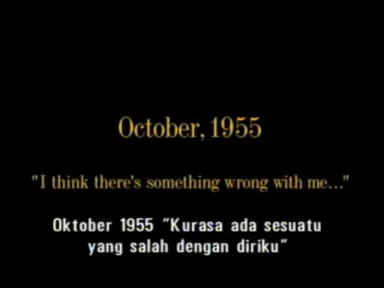 October, 1955
"I think there's something wrong with me..."
Oktober 1955 "Kurasa ada sesuatu
yang salah dengan diriku"